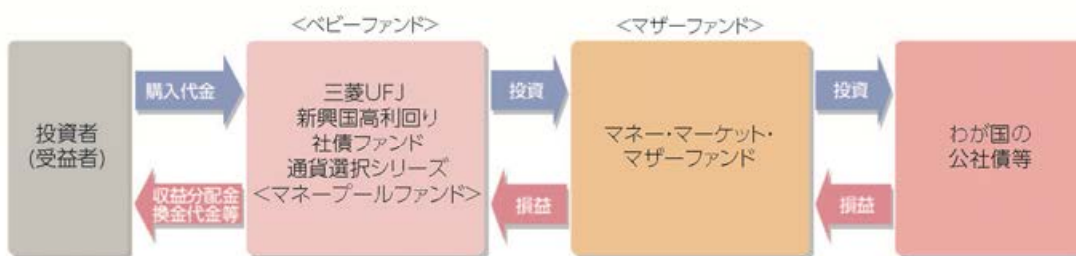 <ベビーファンド>
<マザーファンド>
投資者
(受益者)
購入代金
収益分配金
換金代金等
三菱UFJ
新興国高利回り
社債ファンド
通貨選択シリーズ
<マネープールファンド>
投資
損益
マネー・マーケット・
マザーファンド
投資
損益
わが国の
公社債等